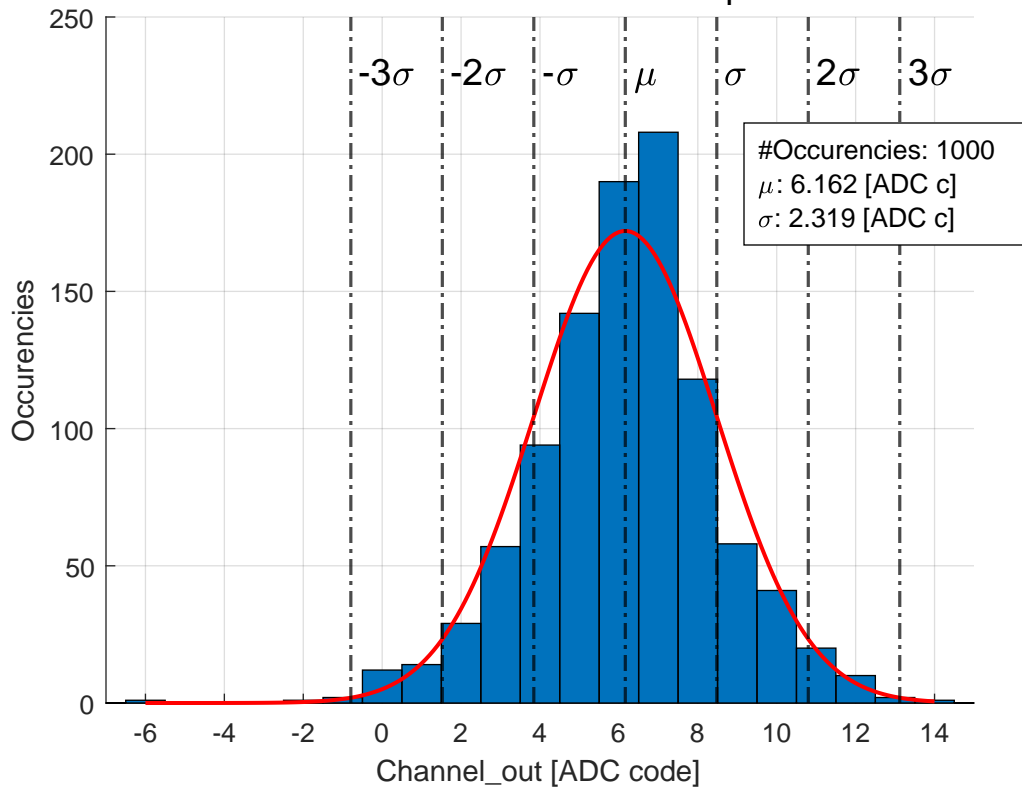 250
-3σ -2σ -σ μ σ 2σ 3σ
200
#Occurencies: 1000
μ: 6.162 [ADC c]
σ: 2.319 [ADC c]
150
Occurencies
100
50
0
-6 -4 -2 0 2 4 6 8 10 12 14
Channel_out [ADC code]